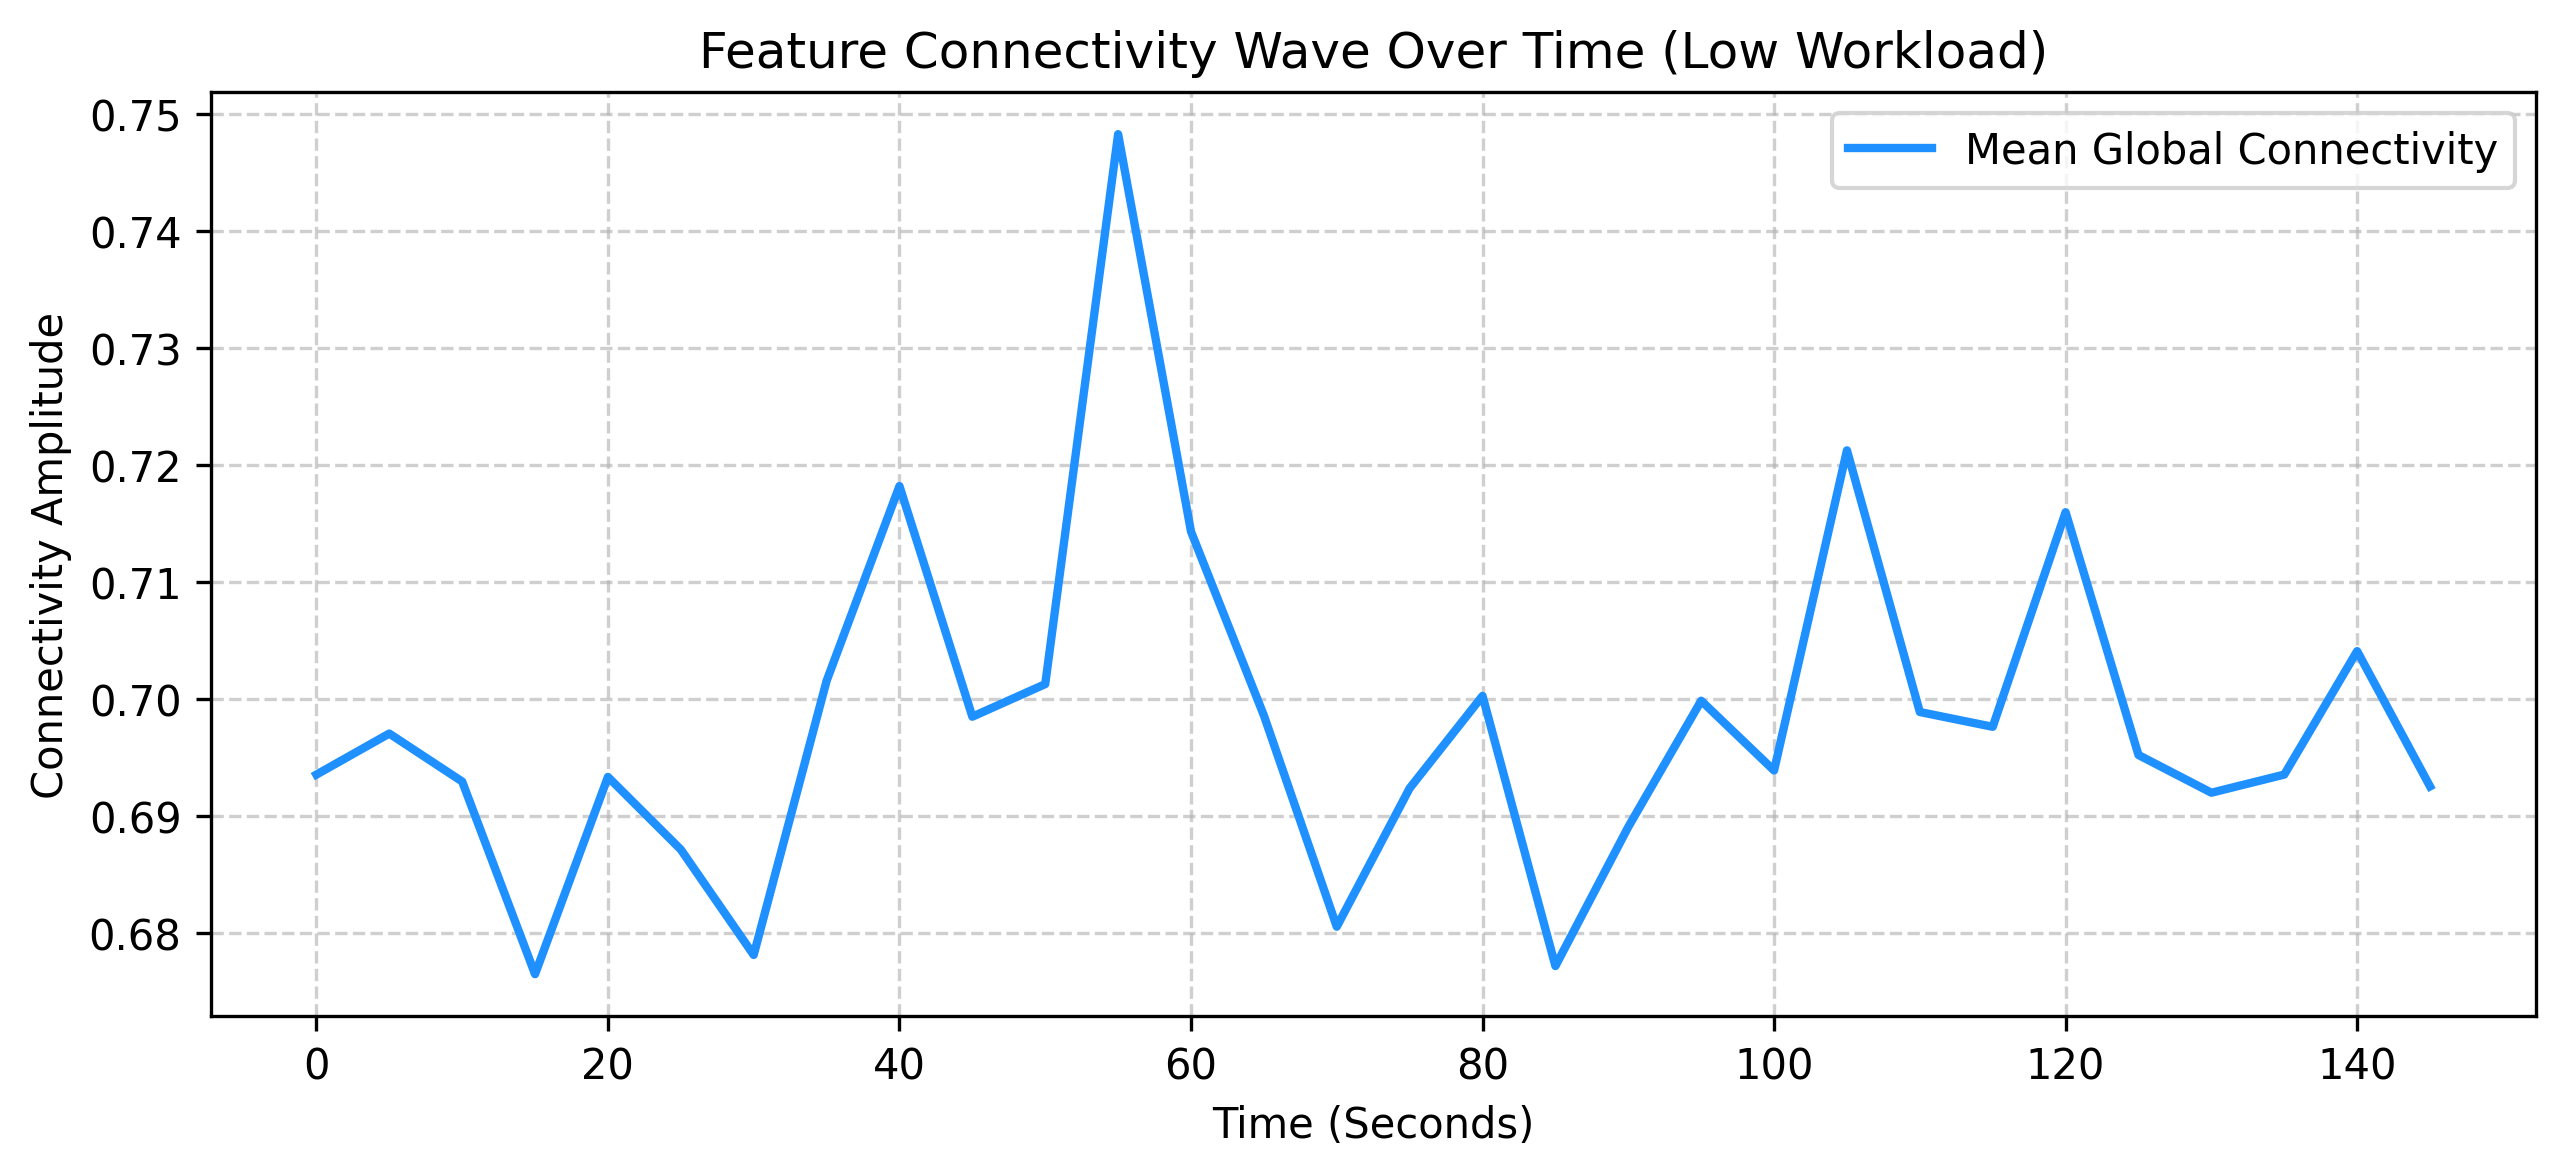 Feature Connectivity Wave Over Time (Low Workload)
Mean Global Connectivity
Connectivity Amplitude
0.75
0.74
0.73
0.72
0.71
0.70
0.69
0.68
0 20 40 60 80 100 120 140
Time (Seconds)